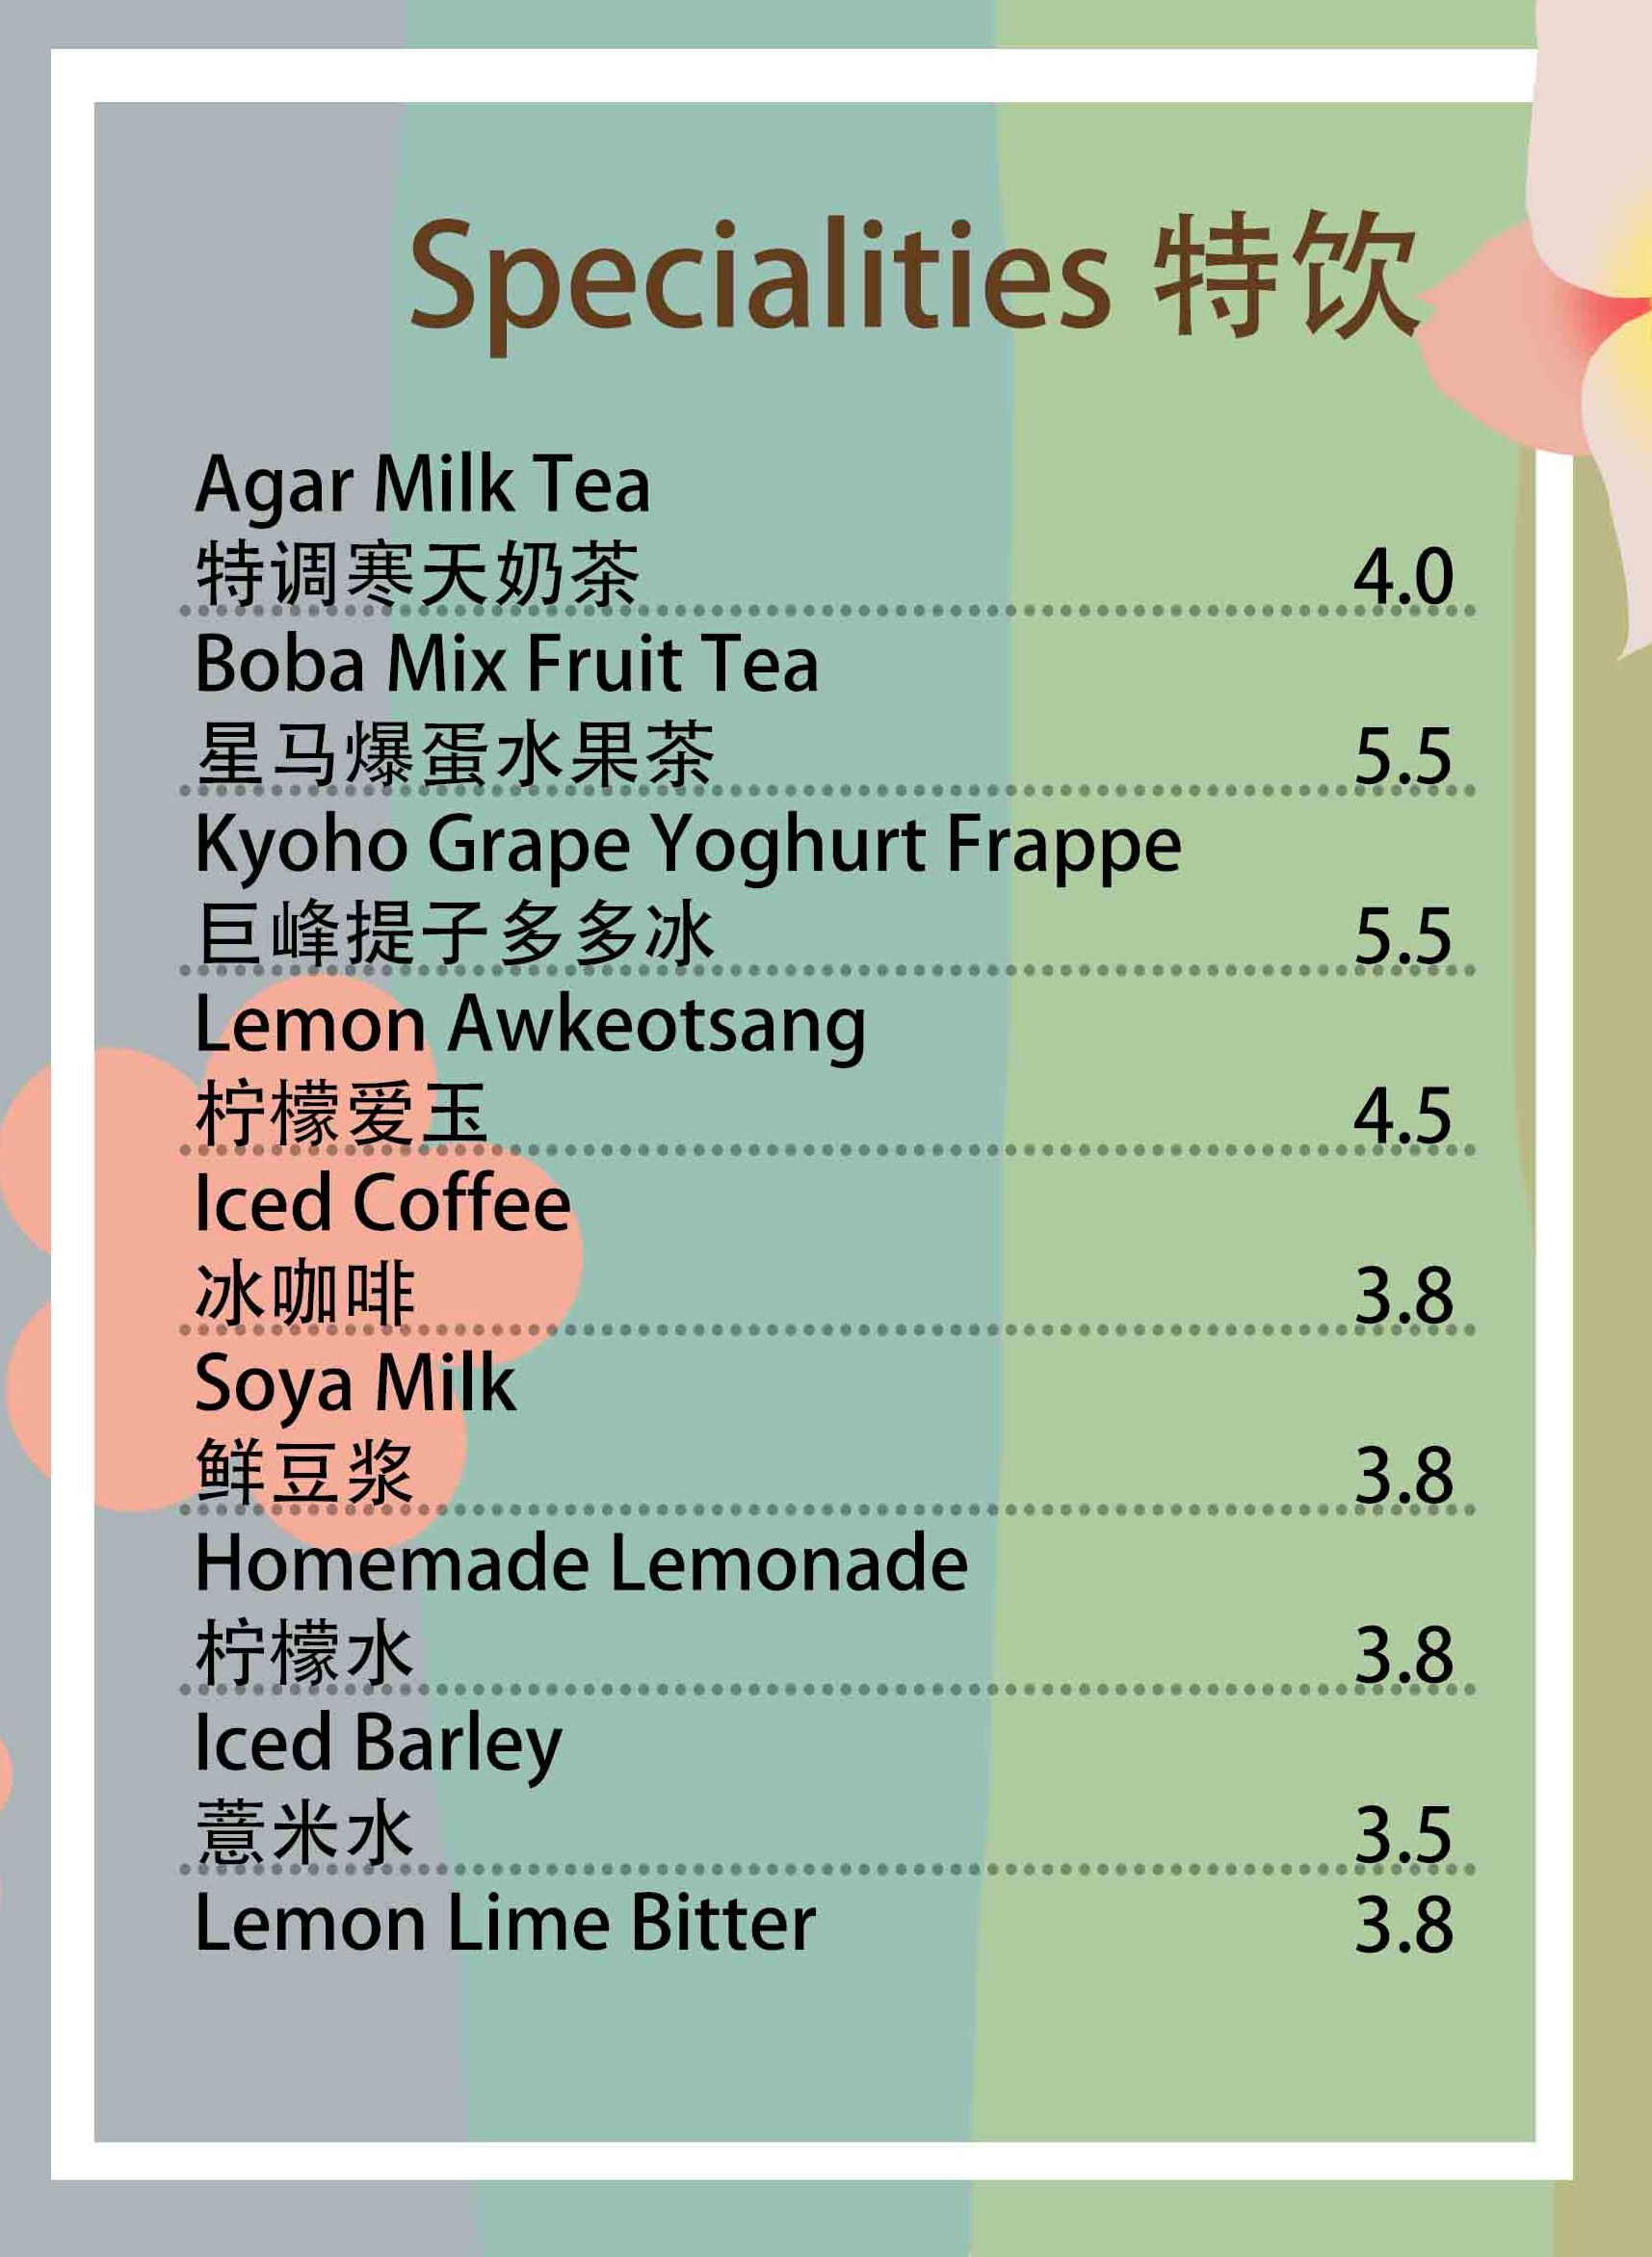 Specialities 特饮
Agar Milk Tea
特调寒天奶茶 4.0
Boba Mix Fruit Tea
星马爆蛋水果茶 5.5
Kyoho Grape Yoghurt Frappe
巨峰提子多多冰 5.5
Lemon Awkeotsang
柠檬爱玉 4.5
Iced Coffee
冰咖啡 3.8
Soya Milk
鲜豆浆 3.8
Homemade Lemonade
柠檬水 3.8
Iced Barley
薏米水 3.5
Lemon Lime Bitter 3.8